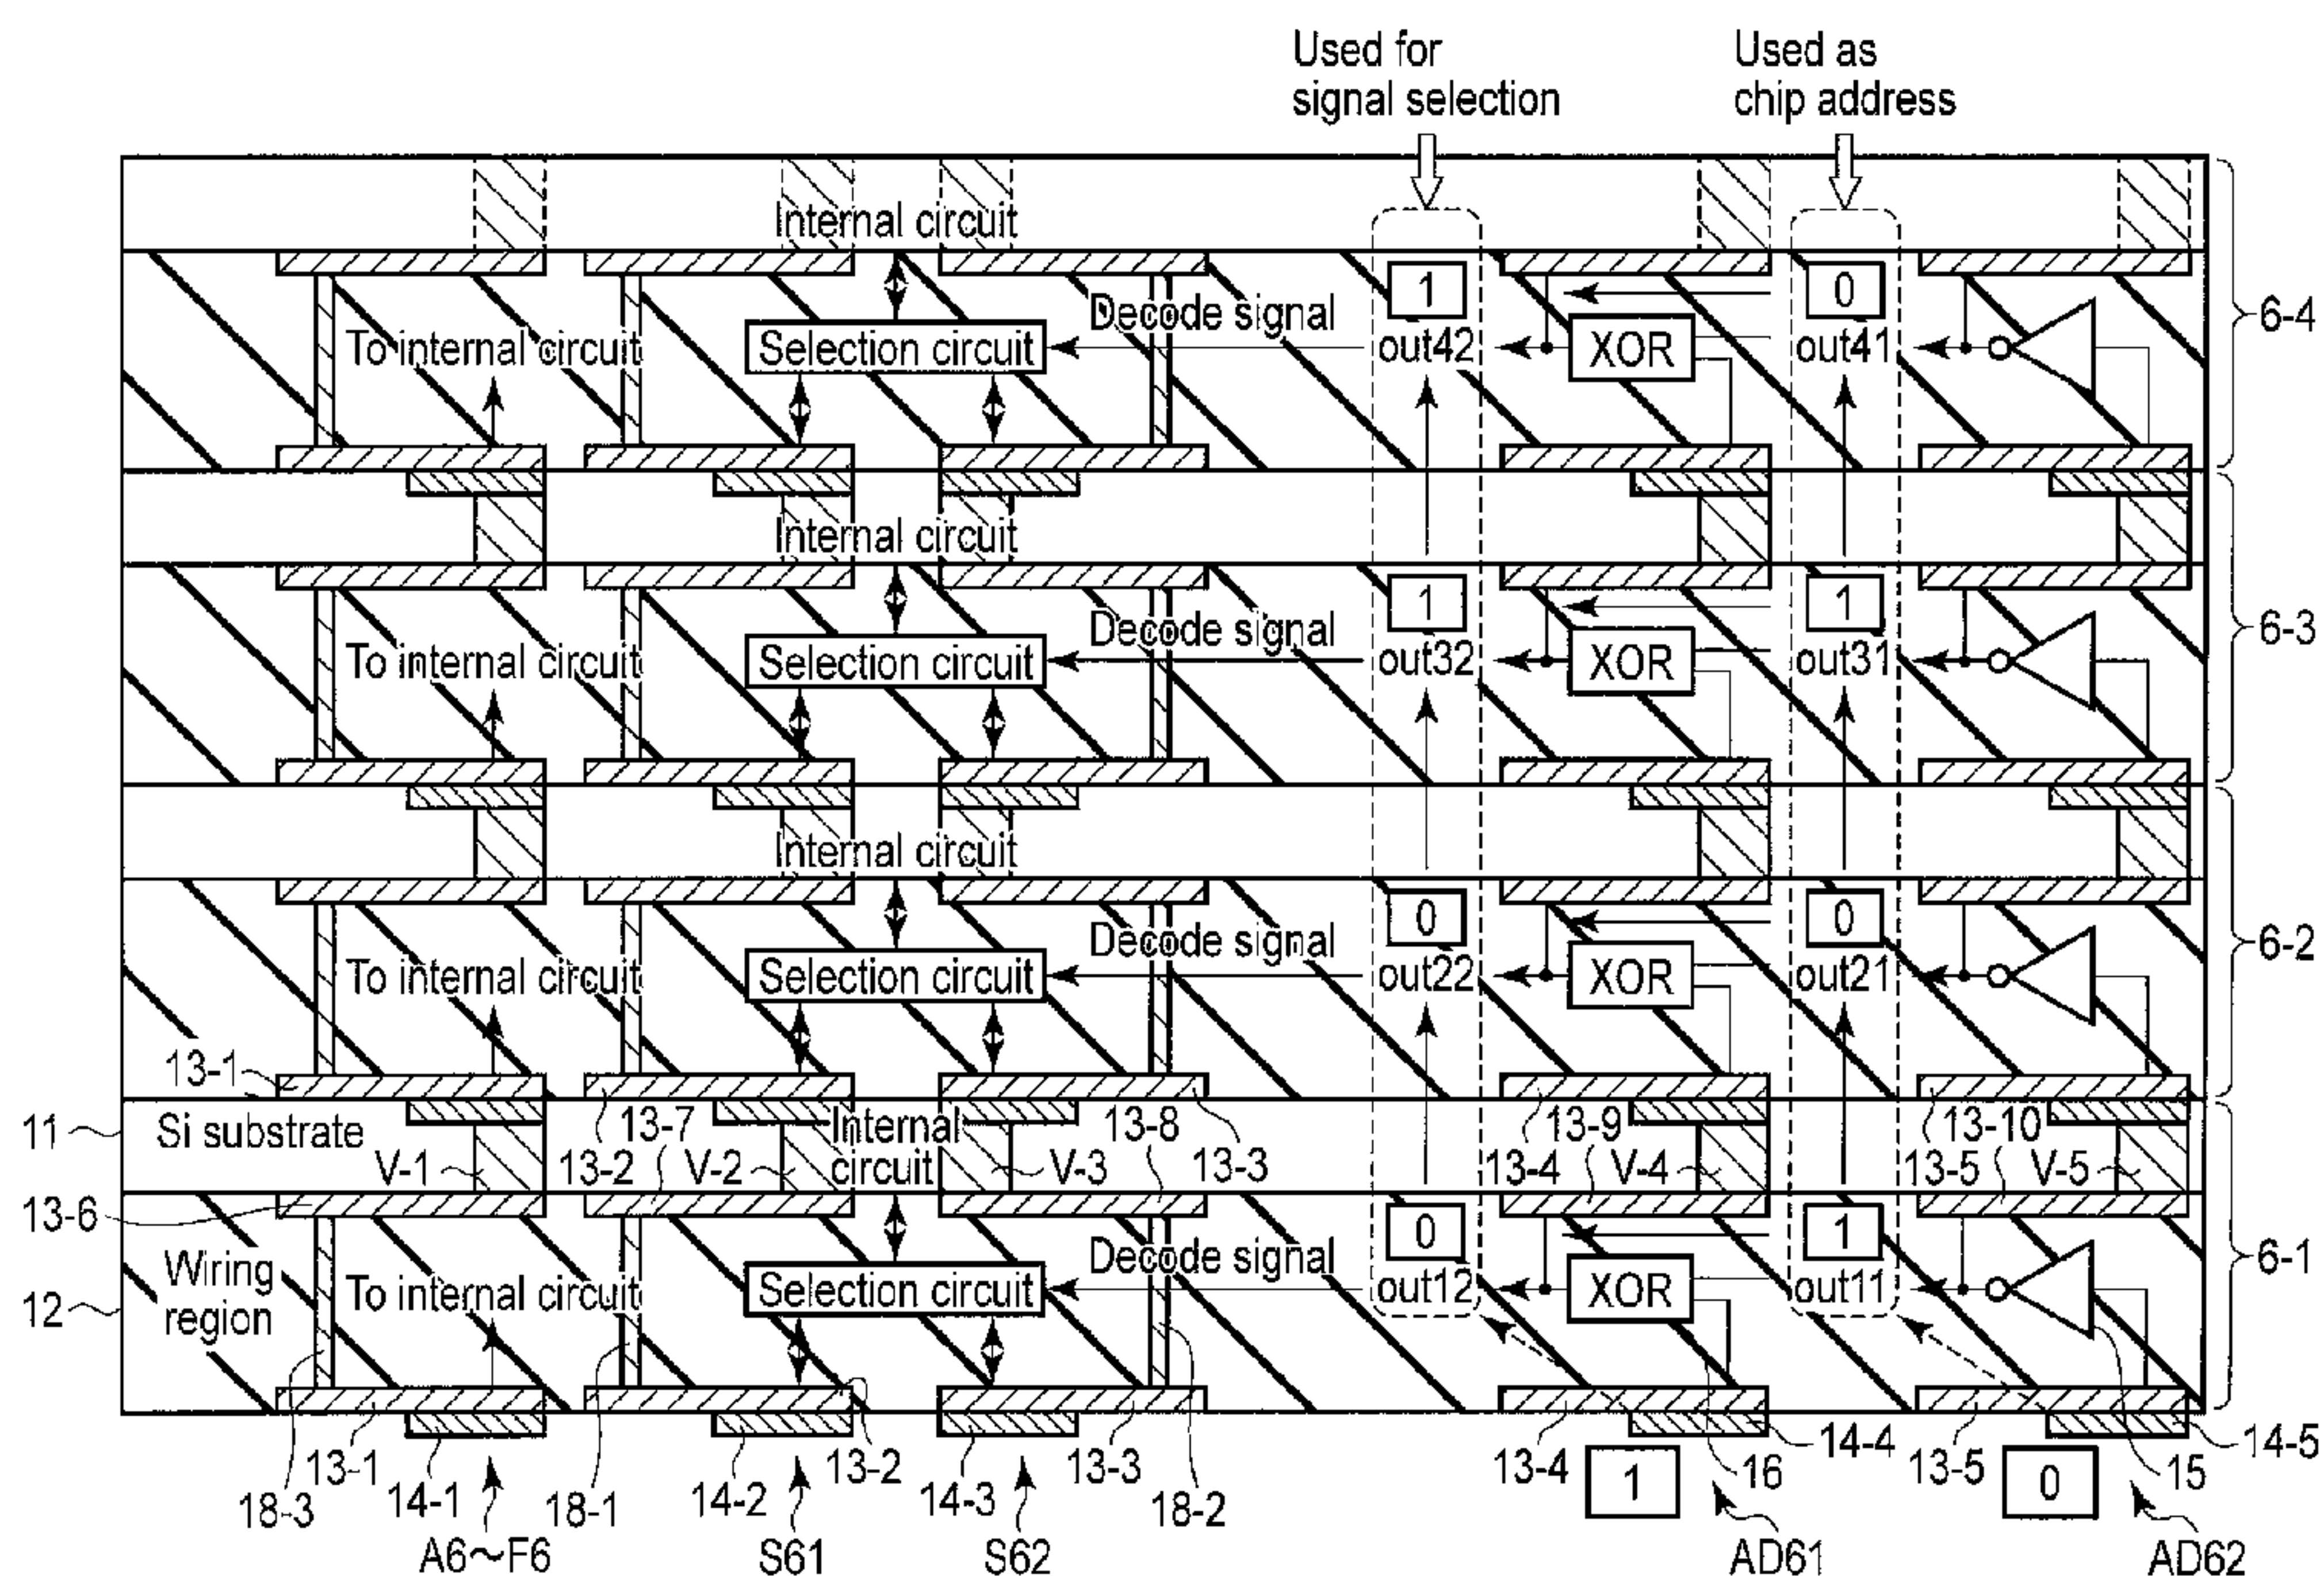 Used for
signal selection
Used as
chip address
Internal circuit
1
0
Decode signal
6-4
To internal circuit
Selection circuit
out42
XOR
out41
Internal circuit
1
1
Decode signal
6-3
To internal circuit
Selection circuit
out32
XOR
out31
Internal circuit
0
0
Decode signal
6-2
To internal circuit
Selection circuit
out22
XOR
out21
13-1
11
Si substrate
13-7
Internal
circuit
13-8
13-9
13-10
V-1
13-2
V-2
V-3
13-3
13-4
V-4
13-5
V-5
13-6
0
1
Wiring
region
Decode signal
6-1
12
To internal circuit
Selection circuit
out12
XOR
out11
13-1
13-2
13-3
13-4
14-4
13-5
14-5
18-3
14-1
18-1
14-2
14-3
18-2
1
16
0
15
A6~F6
S61
S62
AD61
AD62